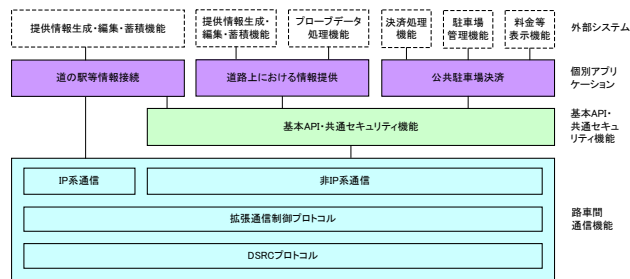 提供情報生成・編集・蓄積機能
提供情報生成・
編集・蓄積機能
プローブデータ
処理機能
決済処理
機能
駐車場
管理機能
料金等
表示機能
外部システム
道の駅等情報接続
道路上における情報提供
公共駐車場決済
個別アプリ
ケーション
基本API・共通セキュリティ機能
基本API・
共通セキュ
リティ機能
IP系通信
非IP系通信
拡張通信制御プロトコル
DSRCプロトコル
路車間
通信機能